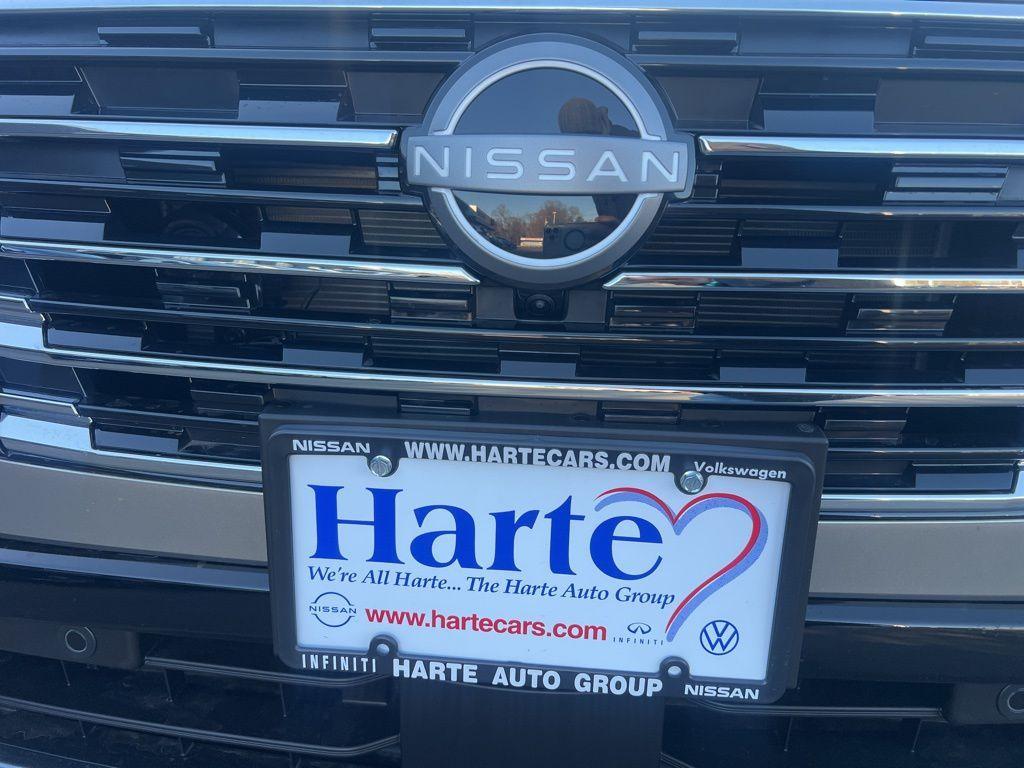 NISSAN
NISSAN WWW.HARTECARS.COM Volkswagen
Harte
We're All Harte... The Harte Auto Group
NISSAN www.hartecars.com INFINITI
INFINITI HARTE AUTO GROUP NISSAN